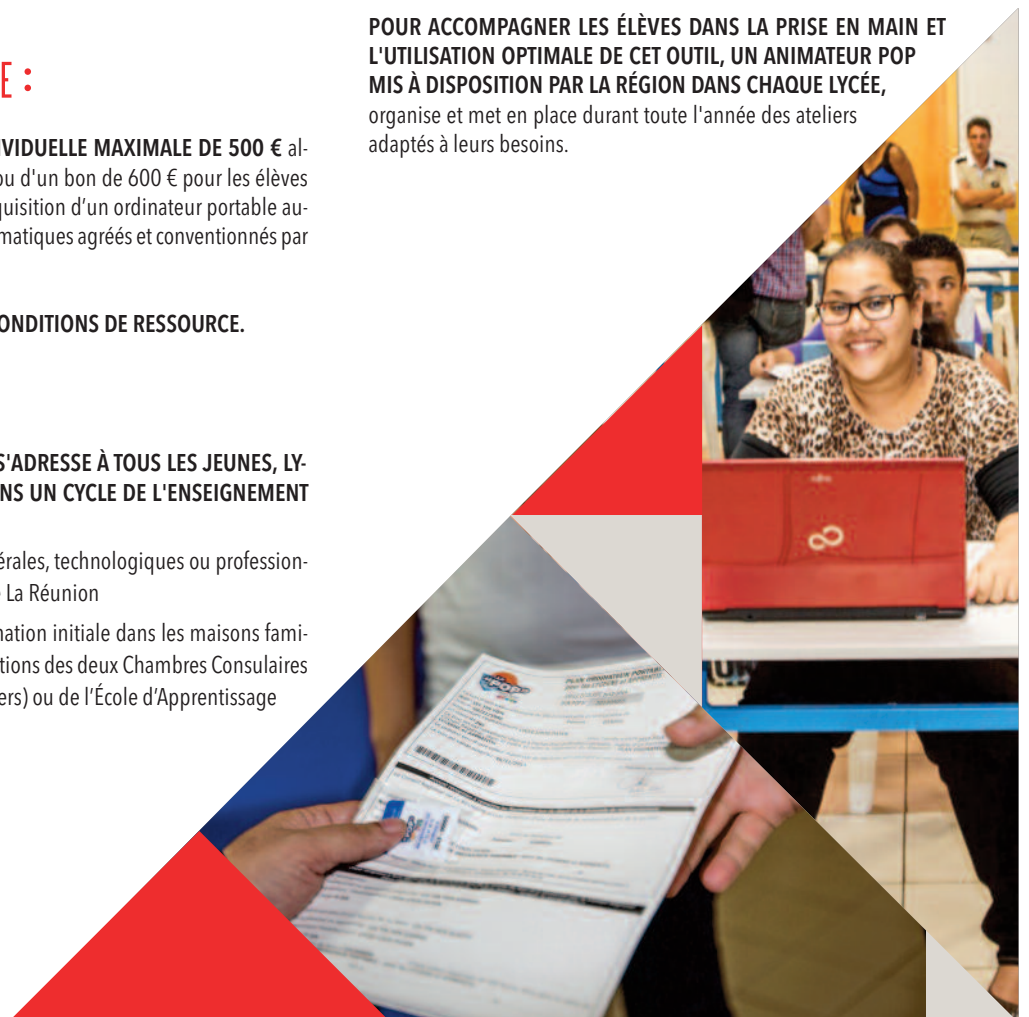 E :
IVIDUELLE MAXIMALE DE 500 € al-
ou d'un bon de 600 € pour les élèves
quisition d'un ordinateur portable au-
matiques agréés et conventionnés par
ONDITIONS DE RESSOURCE.
S'ADRESSE À TOUS LES JEUNES, LY-
NS UN CYCLE DE L'ENSEIGNEMENT
érales, technologiques ou profession-
La Réunion
nation initiale dans les maisons fami-
tions des deux Chambres Consulaires
ers) ou de l'École d'Apprentissage
POUR ACCOMPAGNER LES ÉLÈVES DANS LA PRISE EN MAIN ET
L'UTILISATION OPTIMALE DE CET OUTIL, UN ANIMATEUR POP
MIS À DISPOSITION PAR LA RÉGION DANS CHAQUE LYCÉE,
organise et met en place durant toute l'année des ateliers
adaptés à leurs besoins.
PLAN ORDINATEUR PORTABLE